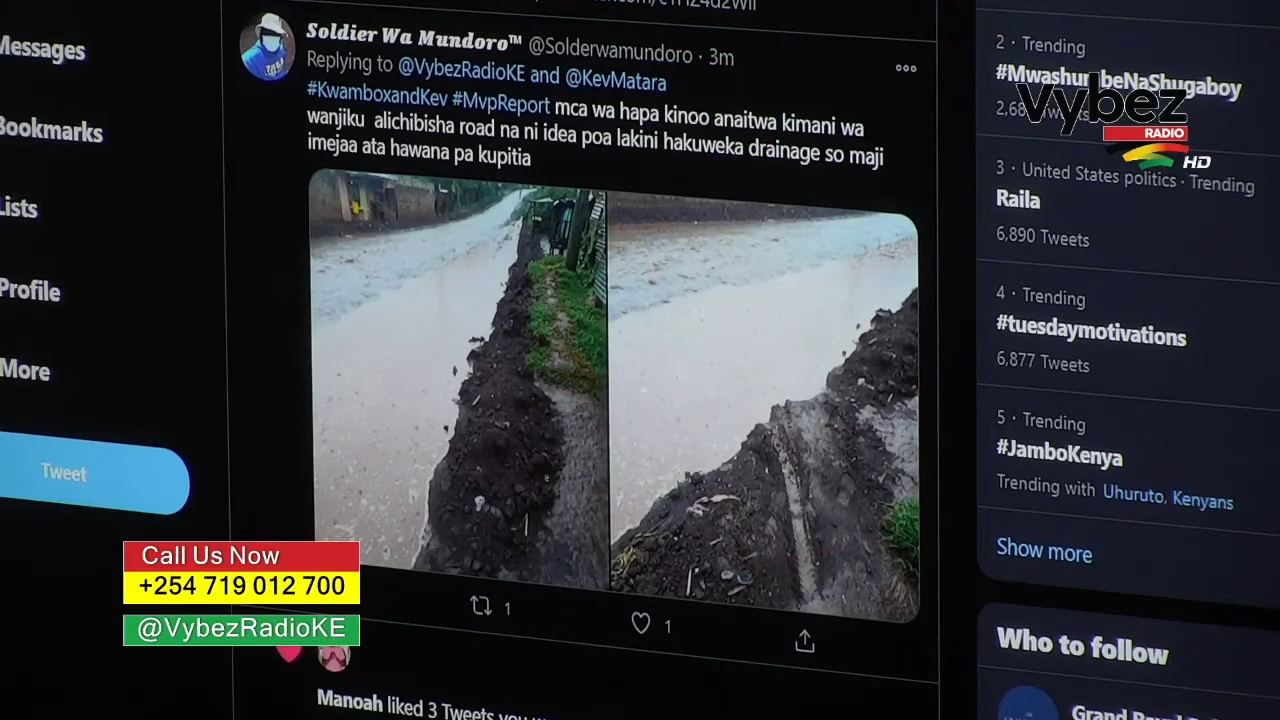 Messages
Bookmarks
Lists
Profile
More
Tweet
Soldier Wa Mundoro™ @Solderwamundoro · 3m
Replying to @VybezRadioKE and @KevMatara
#KwamboxandKev #MvpReport mca wa hapa kinoo anaitwa kimani wa
wanjiku alichibisha road na ni idea poa lakini hakuweka drainage so maji
imejaa ata hawana pa kupitia
1
1
Manoah liked 3 Tweets you
2 · Trending
#MwashumbeNaShugaboy
3 · United States politics · Trending
Raila
6,890 Tweets
4 · Trending
#tuesdaymotivations
6,877 Tweets
5 · Trending
#JamboKenya
Trending with Uhuruto, Kenyans
Show more
Who to follow
Vybez
RADIO
HD
Call Us Now
+254 719 012 700
@VybezRadioKE